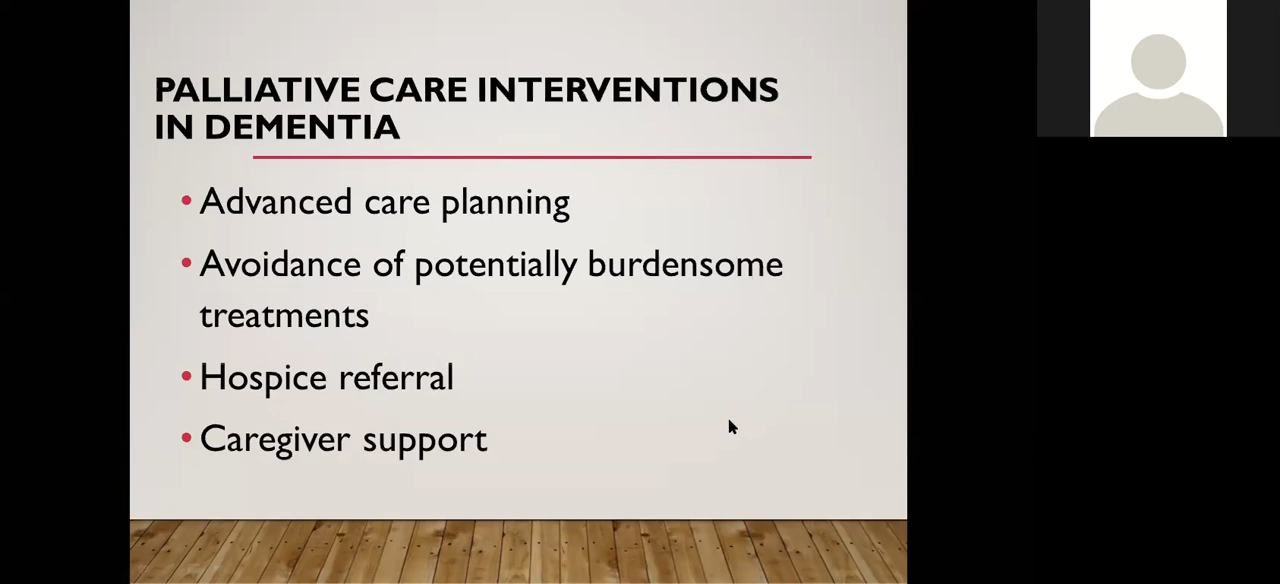 PALLIATIVE CARE INTERVENTIONS
IN DEMENTIA
• Advanced care planning
• Avoidance of potentially burdensome
treatments
• Hospice referral
• Caregiver support